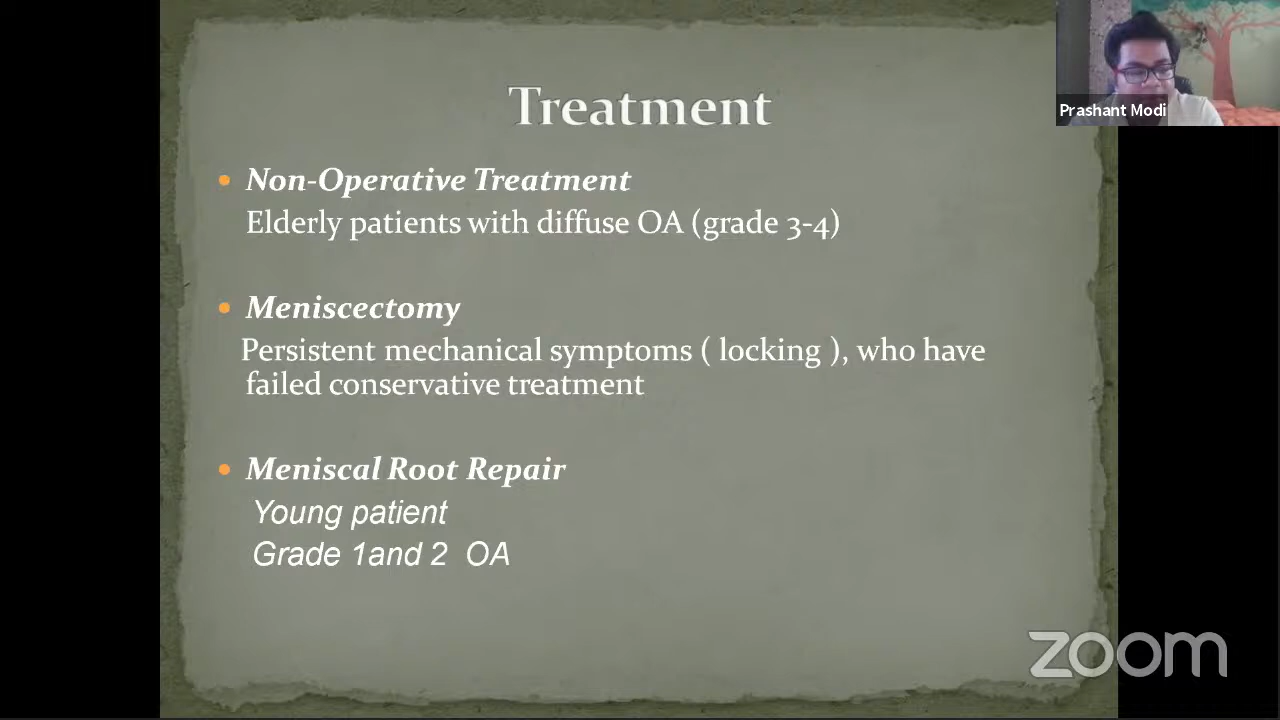 Treatment
Prashant Modi
• Non-Operative Treatment
Elderly patients with diffuse OA (grade 3-4)
• Meniscectomy
Persistent mechanical symptoms ( locking ), who have
failed conservative treatment
• Meniscal Root Repair
Young patient
Grade 1and 2  OA
zoom